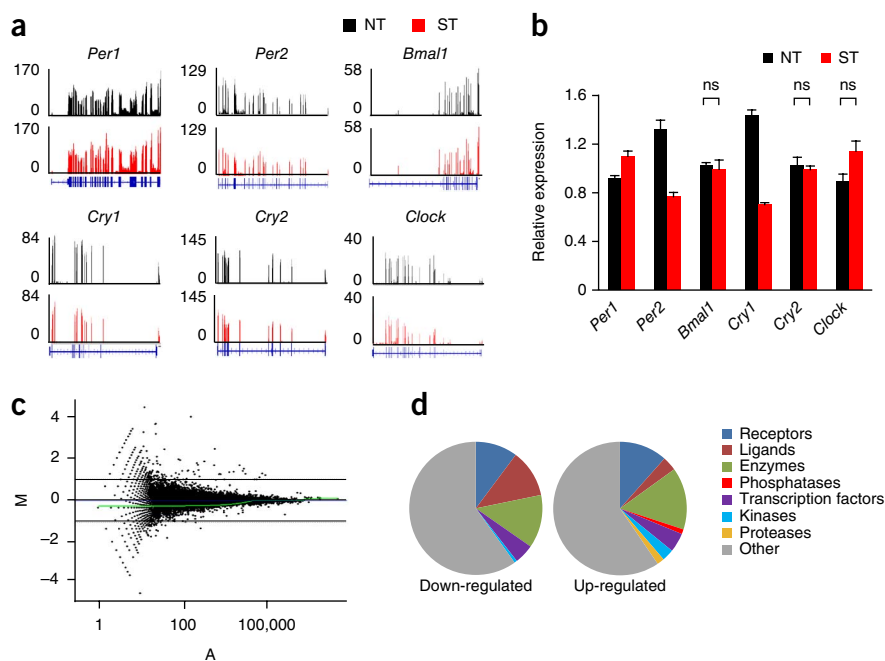 a
NT ST
Per1 Per2 Bmal1
170 129 58
0 0 0
170 129 58
0 0 0
Cry1 Cry2 Clock
84 145 40
0 0 0
84 145 40
0 0 0
b
NT ST
ns ns ns
Relative expression
1.6
1.2
0.8
0.4
0
Per1 Per2 Bmal1 Cry1 Cry2 Clock
c
M
4
2
0
−2
−4
1 100 100,000
A
d
Down-regulated Up-regulated
Receptors
Ligands
Enzymes
Phosphatases
Transcription factors
Kinases
Proteases
Other